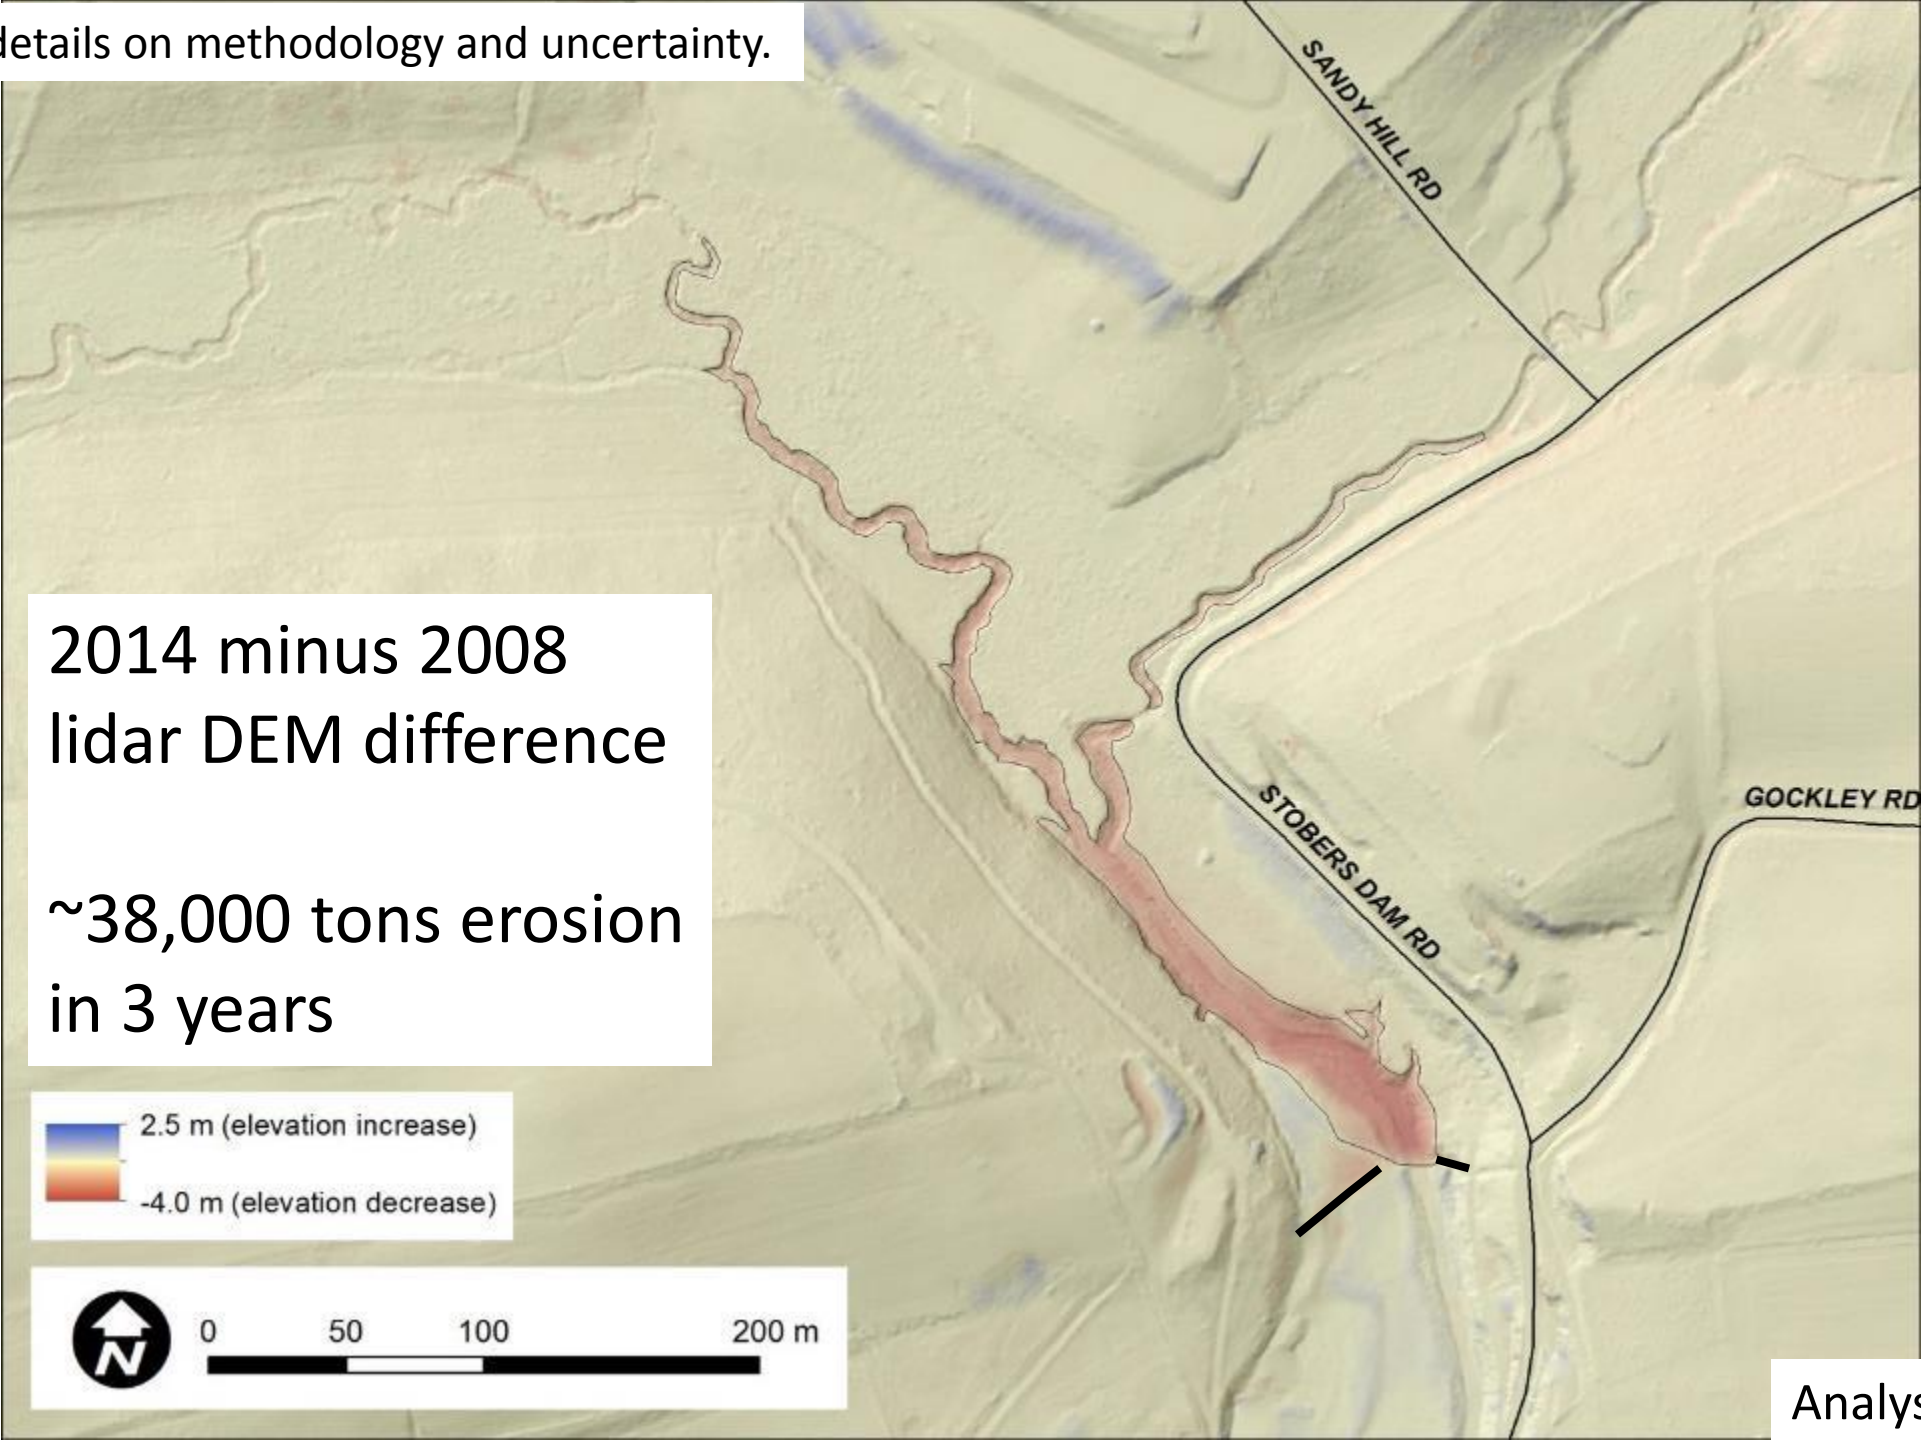 details on methodology and uncertainty.
SANDY HILL RD
2014 minus 2008
lidar DEM difference
~38,000 tons erosion
in 3 years
STOBERS DAM RD
GOCKLEY RD
2.5 m (elevation increase)
-4.0 m (elevation decrease)
N
0 50 100 200 m
Analys